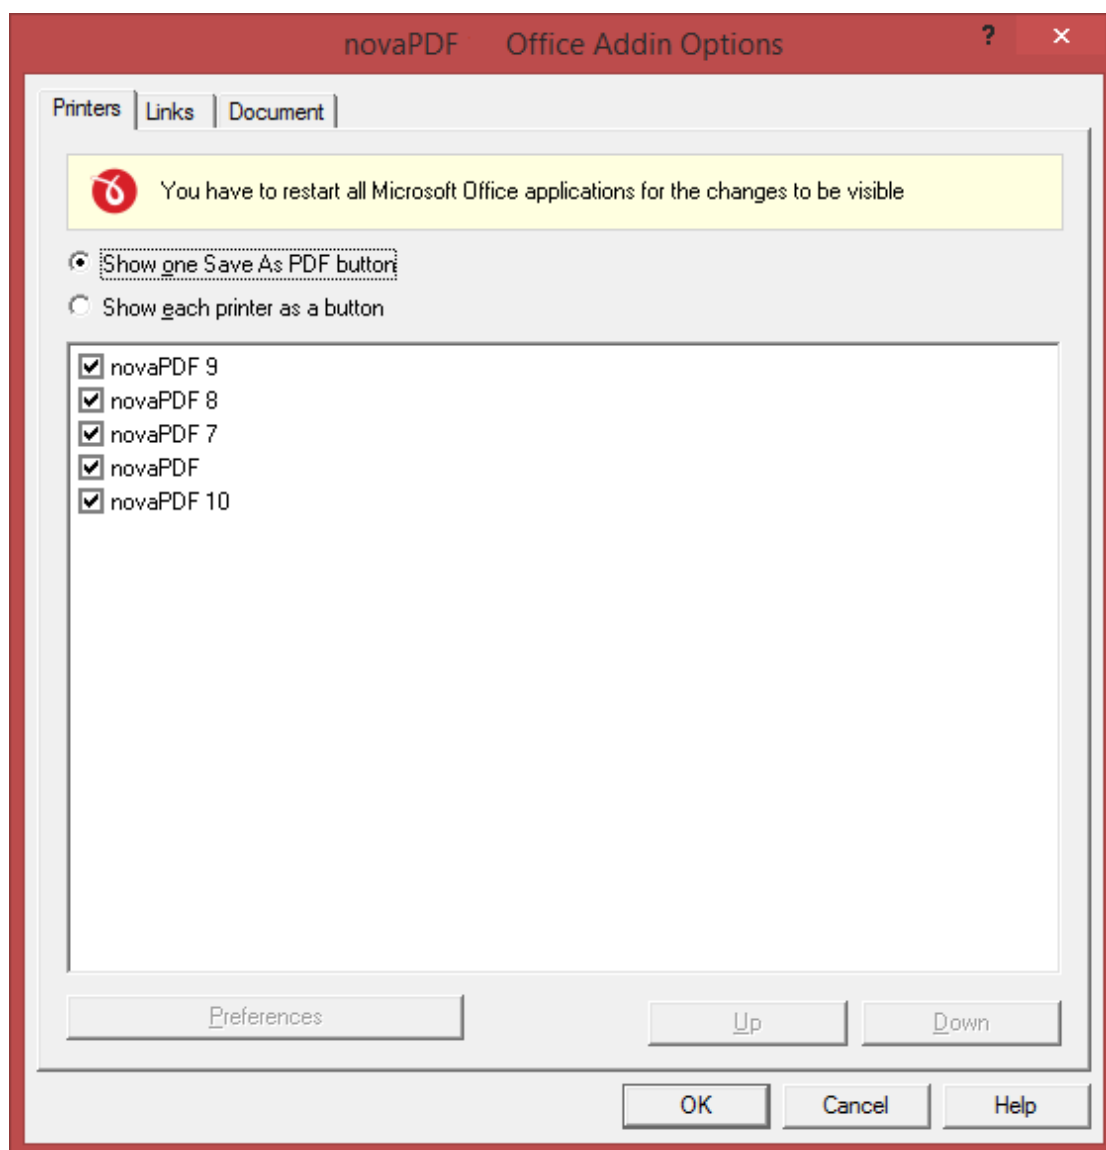 novaPDF Office Addin Options ? ×
Printers Links Document
You have to restart all Microsoft Office applications for the changes to be visible
Show one Save As PDF button
Show each printer as a button
novaPDF 9
novaPDF 8
novaPDF 7
novaPDF
novaPDF 10
Preferences Up Down
OK Cancel Help